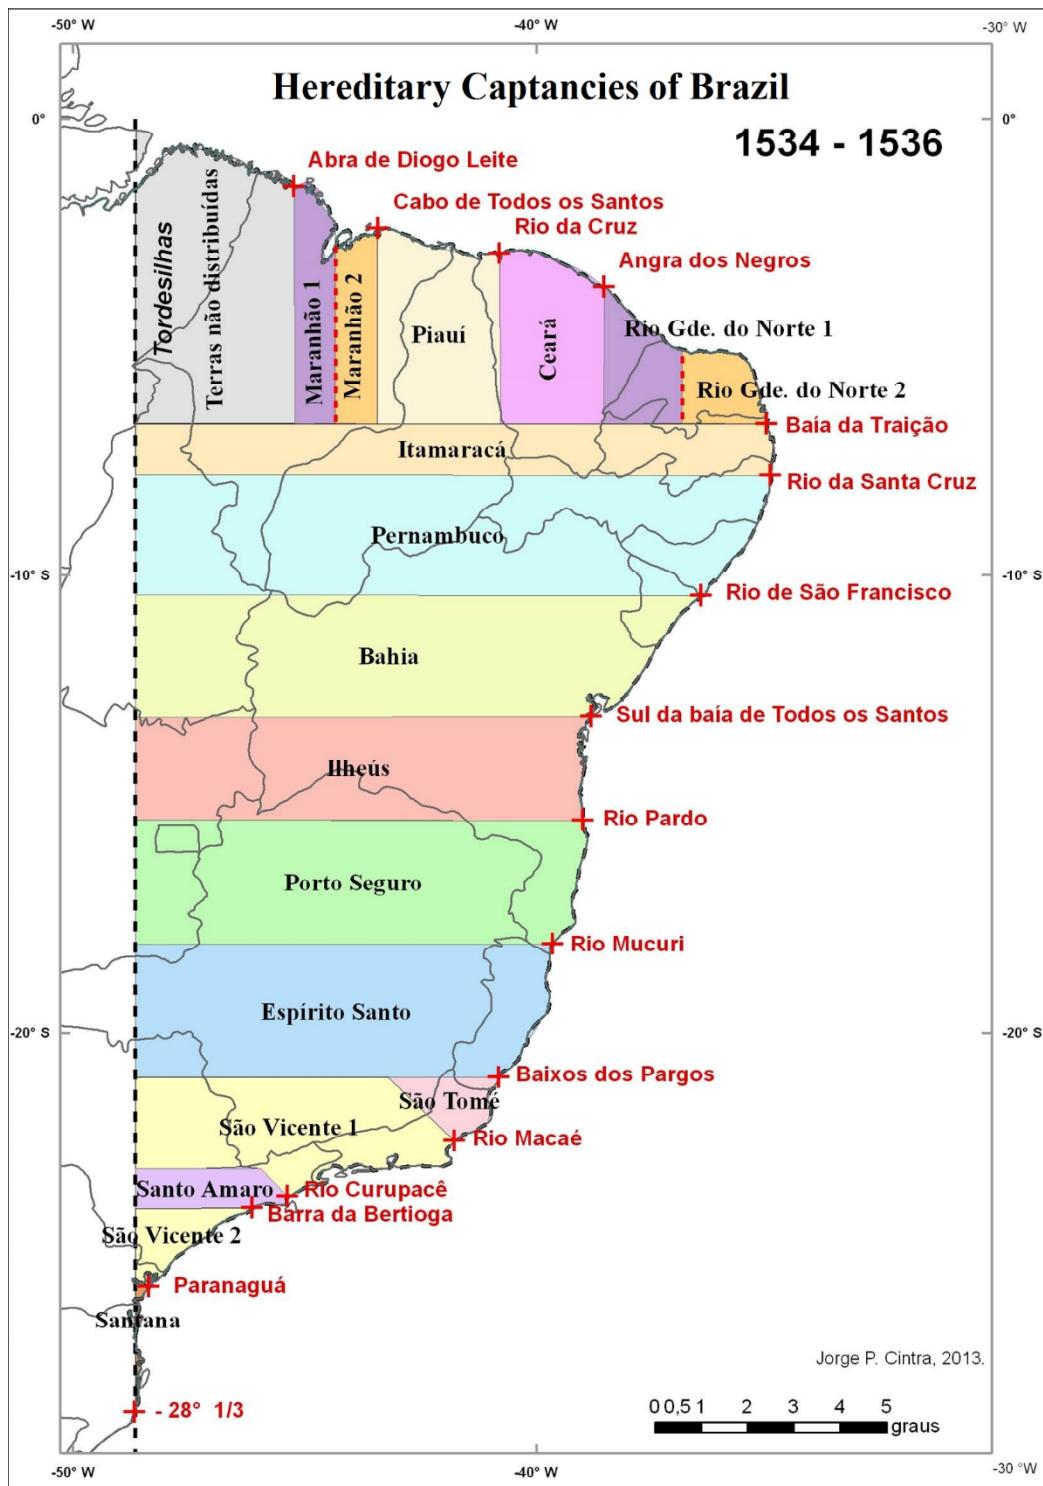 -50° W
-40° W
-30° W
Hereditary Captancies of Brazil
0°
0°
1534 - 1536
Abra de Diogo Leite
Cabo de Todos os Santos
Rio da Cruz
Angra dos Negros
Tordesilhas
Terras não distribuídas
Maranhão 1
Maranhão 2
Piauí
Ceará
Rio Gde. do Norte 1
Rio Gde. do Norte 2
Baía da Traição
Itamaracá
Rio da Santa Cruz
Pernambuco
-10° S
-10° S
Rio de São Francisco
Bahia
Sul da baía de Todos os Santos
Ilheús
Rio Pardo
Porto Seguro
Rio Mucuri
Espírito Santo
-20° S
-20° S
Baixos dos Pargos
São Tomé
São Vicente 1
Rio Macaé
Santo Amaro
Rio Curupacê
Barra da Bertioga
São Vicente 2
Paranaguá
Santana
Jorge P. Cintra, 2013.
- 28° 1/3
0 0,5 1 2 3 4 5
graus
-50° W
-40° W
-30 °W